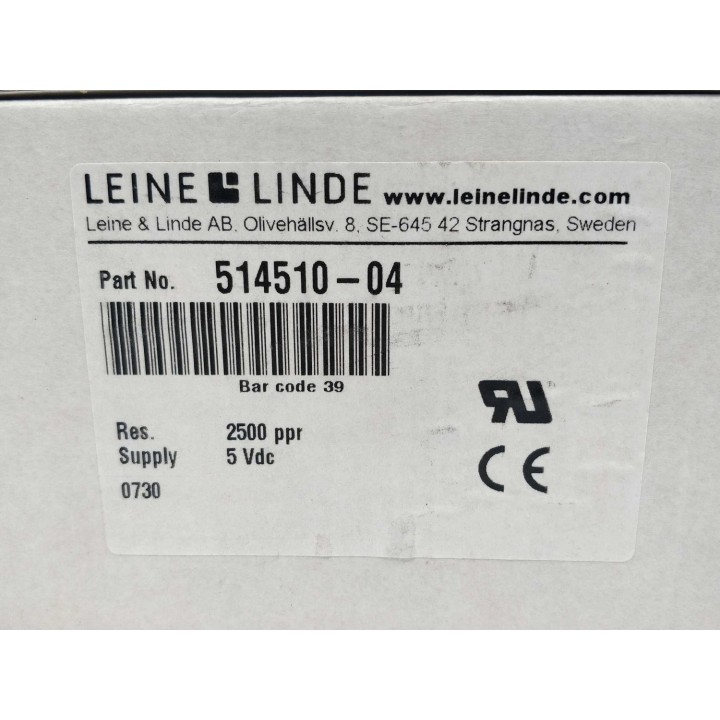 LEINE LINDE www.leinelinde.com
Leine & Linde AB, Olivehällsv. 8, SE-645 42 Strangnas, Sweden
Part No. 514510-04
Bar code 39
Res. 2500 ppr
Supply 5 Vdc
0730
RU
CE